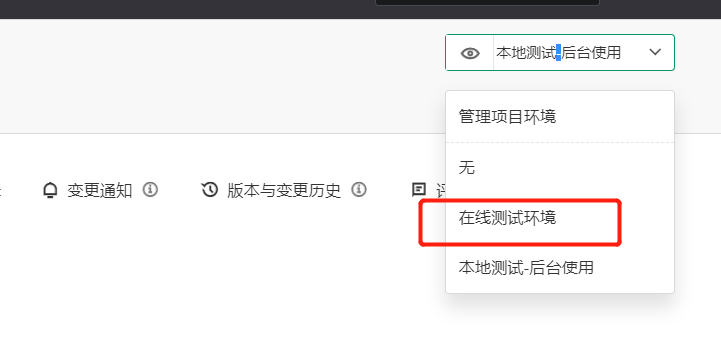 本地测试-后台使用
管理项目环境
无
变更通知 版本与变更历史
在线测试环境
本地测试-后台使用